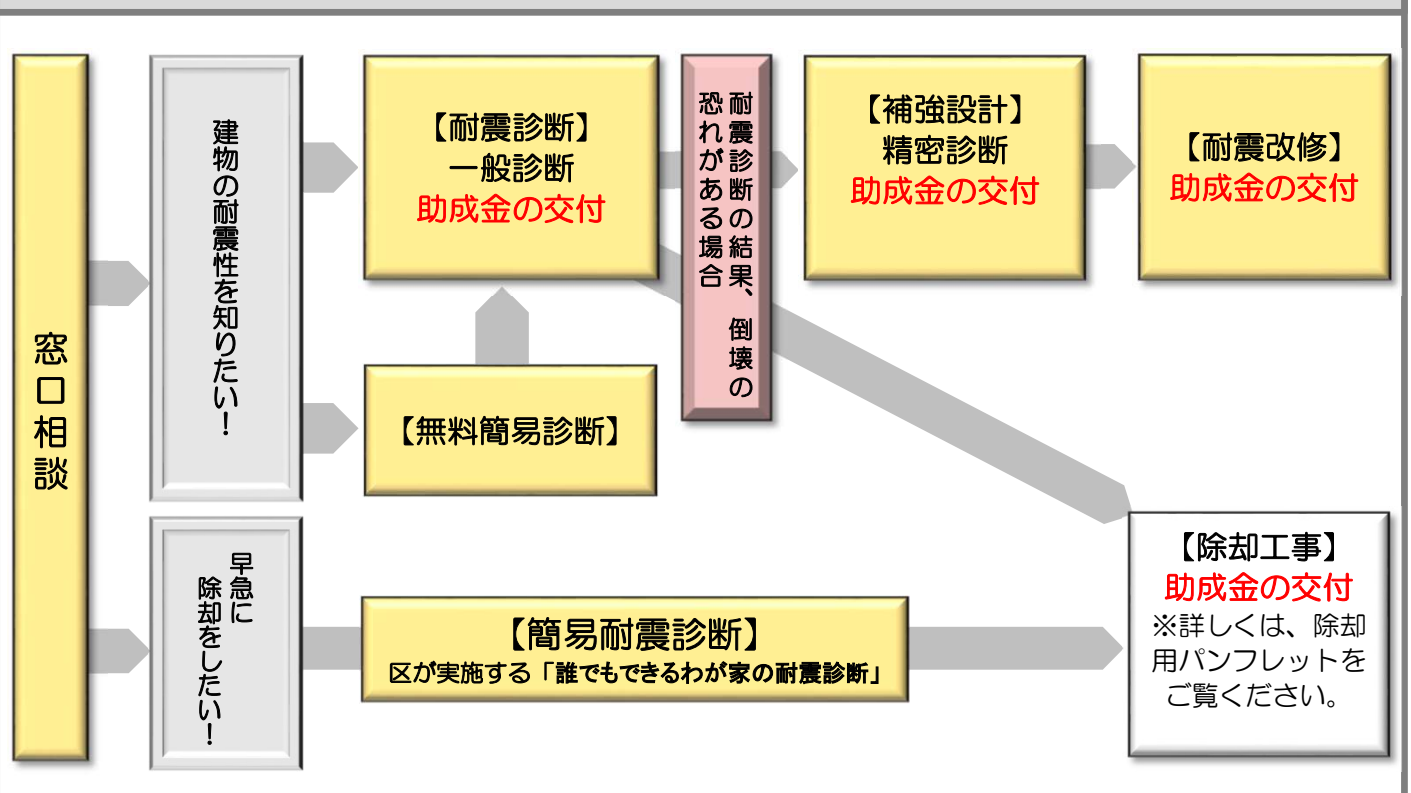 窓口相談
建物の耐震性を知りたい！
【耐震診断】
一般診断
助成金の交付
【無料簡易診断】
耐震診断の結果、倒壊の
恐れがある場合
【補強設計】
精密診断
助成金の交付
【耐震改修】
助成金の交付
早急に
除却をしたい！
【簡易耐震診断】
区が実施する「誰でもできるわが家の耐震診断」
【除却工事】
助成金の交付
※詳しくは、除却
用パンフレットを
ご覧ください。